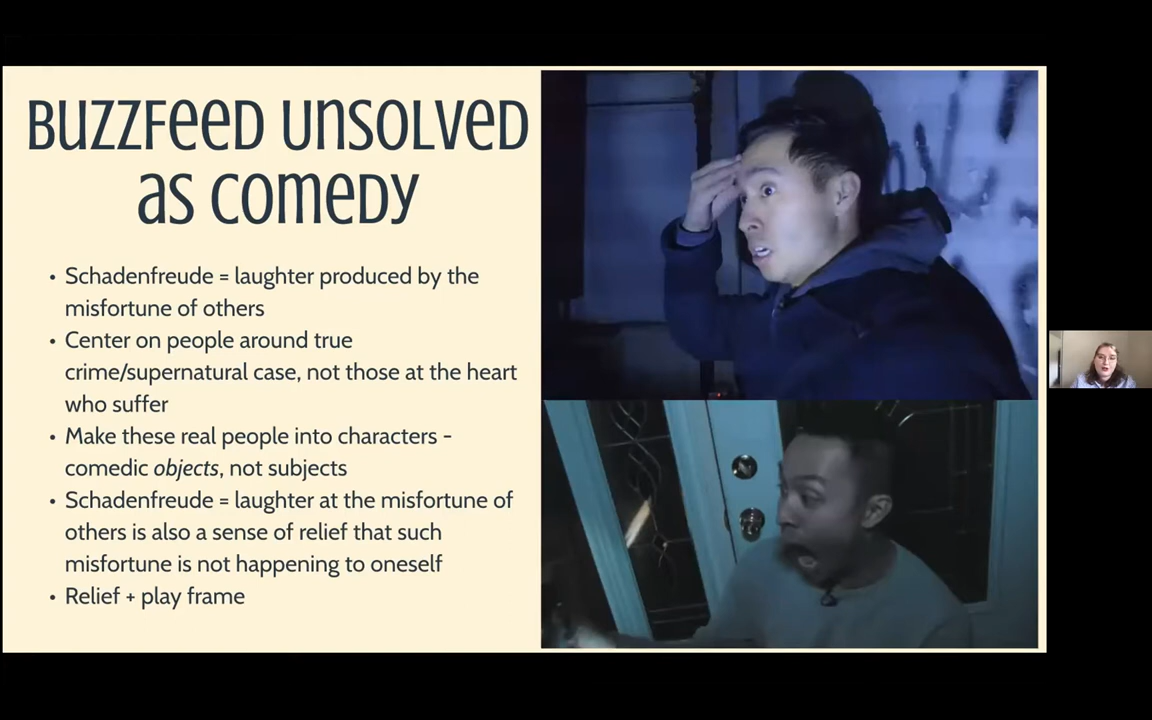 BUZZFeeD UNSOLVED
as COMEDY
• Schadenfreude = laughter produced by the
misfortune of others
• Center on people around true
crime/supernatural case, not those at the heart
who suffer
• Make these real people into characters -
comedic objects, not subjects
• Schadenfreude = laughter at the misfortune of
others is also a sense of relief that such
misfortune is not happening to oneself
• Relief + play frame